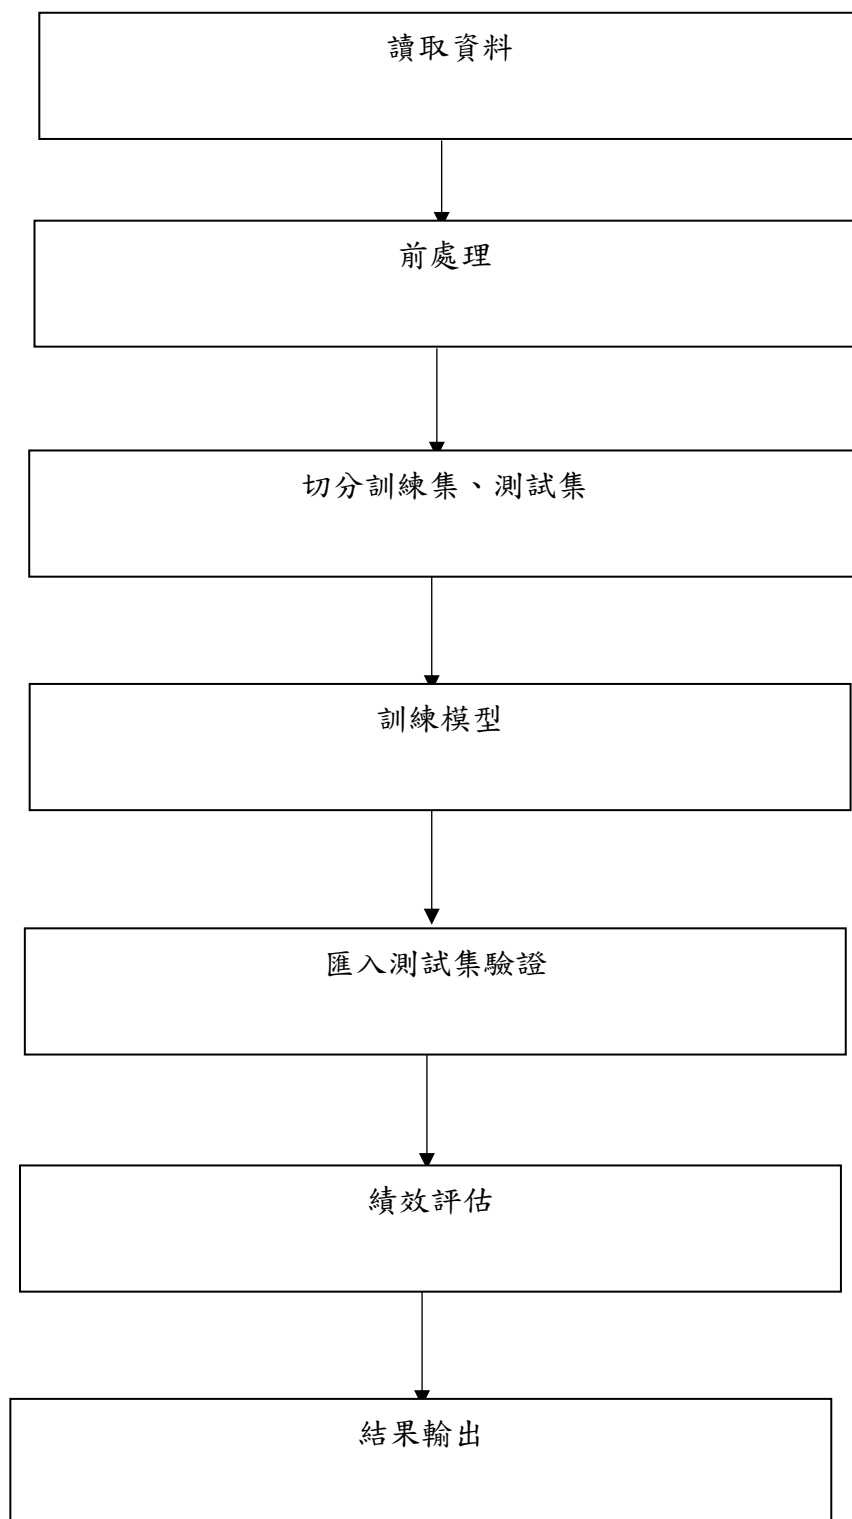 讀取資料
前處理
切分訓練集、測試集
訓練模型
匯入測試集驗證
績效評估
結果輸出